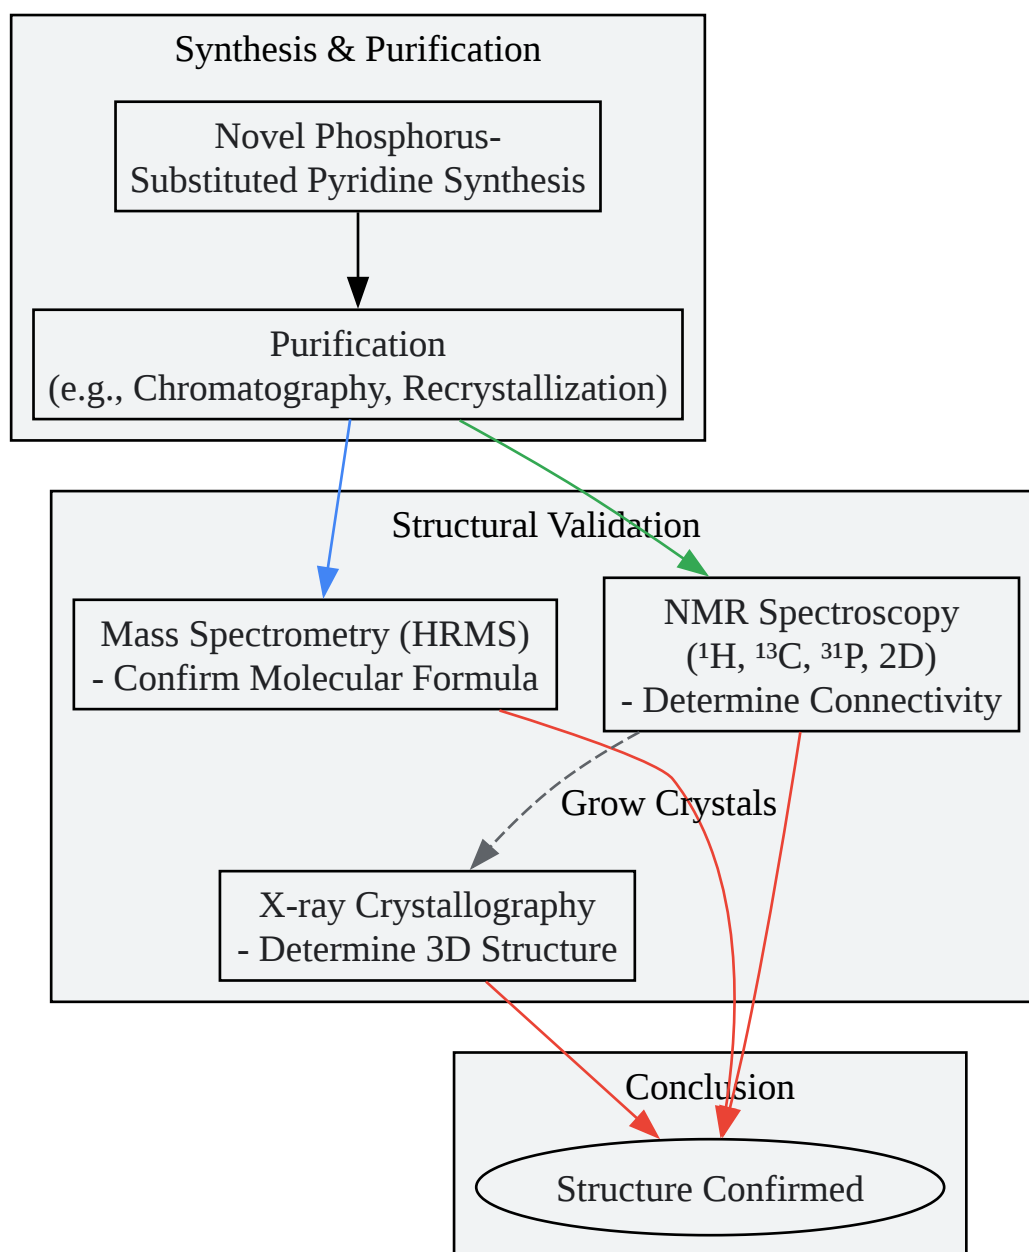 Synthesis & Purification
Novel Phosphorus-
Substituted Pyridine Synthesis
Purification
(e.g., Chromatography, Recrystallization)
Structural Validation
Mass Spectrometry (HRMS)
- Confirm Molecular Formula
NMR Spectroscopy
(¹H, ¹³C, ³¹P, 2D)
- Determine Connectivity
Grow Crystals
X-ray Crystallography
- Determine 3D Structure
Conclusion
Structure Confirmed